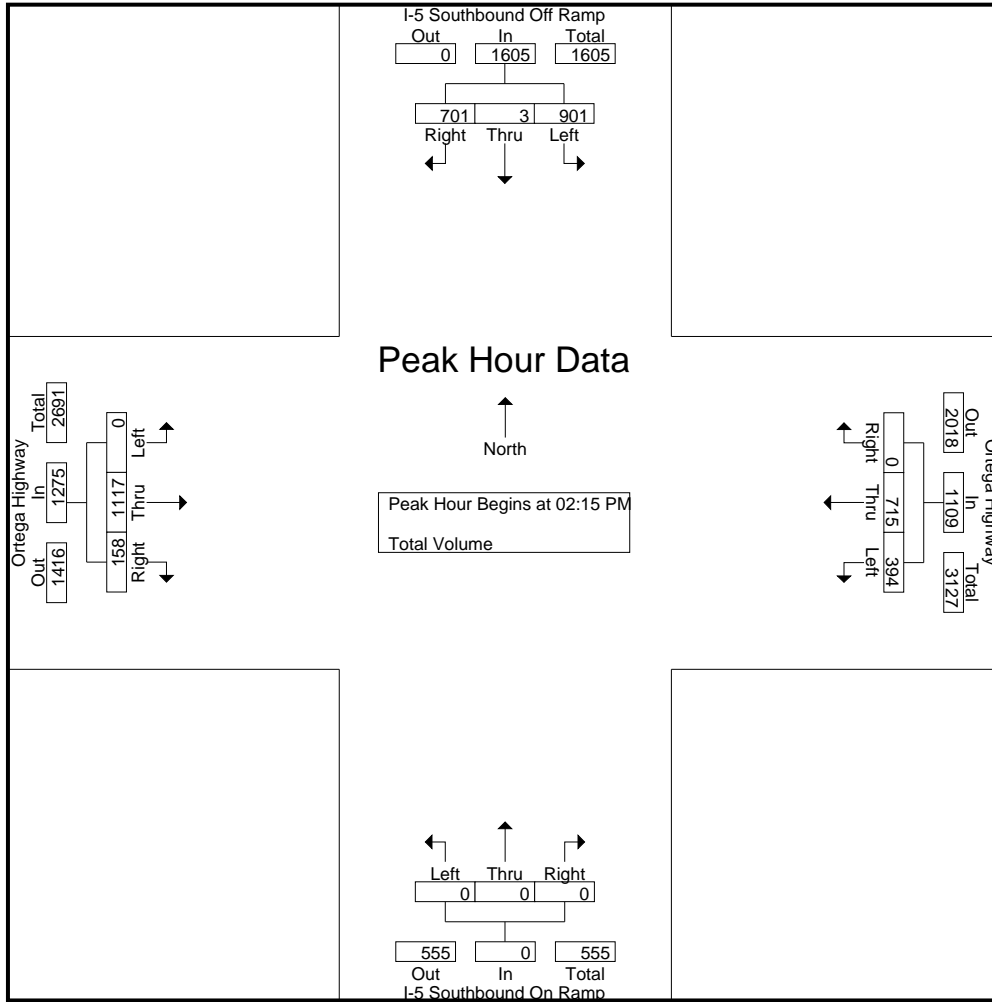 I-5 Southbound Off Ramp
Out In Total
0 1605 1605
701 3 901
Right Thru Left
Peak Hour Data
North
Peak Hour Begins at 02:15 PM
Total Volume
Ortega Highway
Total In Out
2691 1275 1416
0 1117 158
Left Thru Right
Ortega Highway
Out In Total
2018 1109 3127
0 715 394
Right Thru Left
Left Thru Right
0 0 0
555 0 555
Out In Total
I-5 Southbound On Ramp